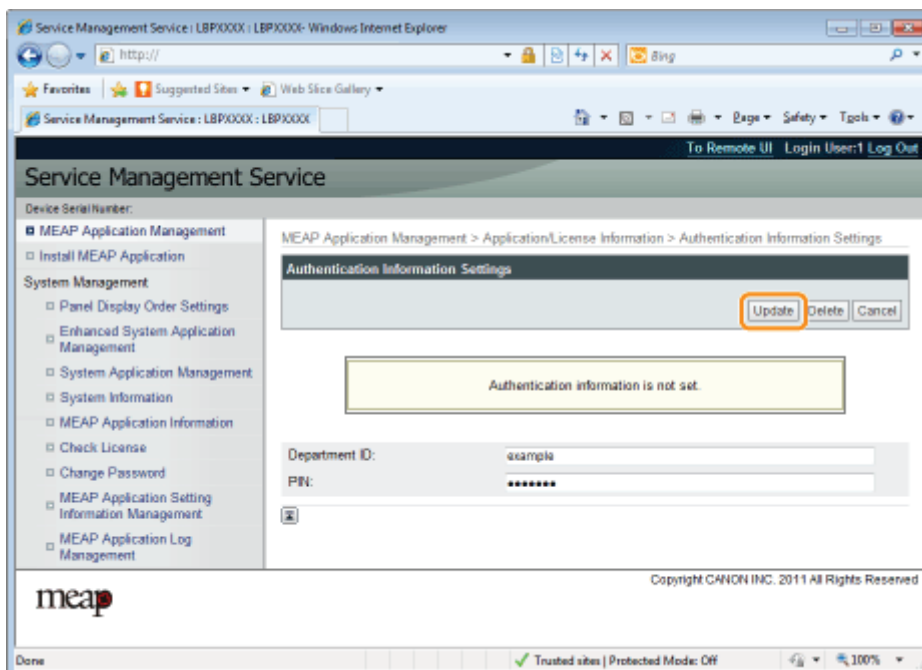 Service Management Service : LBPXXXX : LBPXXXX- Windows Internet Explorer
http://
Bing
Favorites Suggested Sites Web Slice Gallery
Service Management Service : LBPXXXX : LBPXXXX
Page Safety Tools
To Remote UI Login User:1 Log Out
Service Management Service
Device Serial Number:
MEAP Application Management
Install MEAP Application
System Management
Panel Display Order Settings
Enhanced System Application
Management
System Application Management
System Information
MEAP Application Information
Check License
Change Password
MEAP Application Setting
Information Management
MEAP Application Log
Management
MEAP Application Management > Application/License Information > Authentication Information Settings
Authentication Information Settings
Update Delete Cancel
Authentication information is not set.
Department ID: example
PIN: •••••••
Copyright CANON INC. 2011 All Rights Reserved
meap
Done Trusted sites | Protected Mode: Off 100%